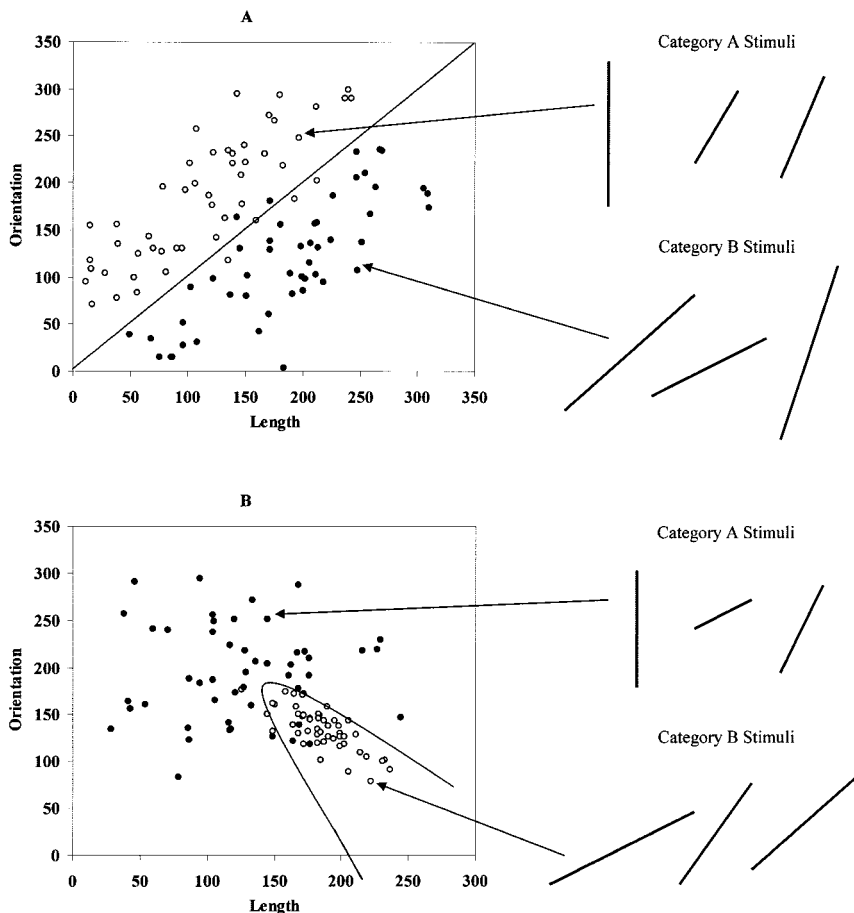 A
Category A Stimuli
350
300
250
200
150
100
50
0
Orientation
0 50 100 150 200 250 300 350
Length
Category B Stimuli
B
Category A Stimuli
350
300
250
200
150
100
50
0
Orientation
0 50 100 150 200 250 300
Length
Category B Stimuli